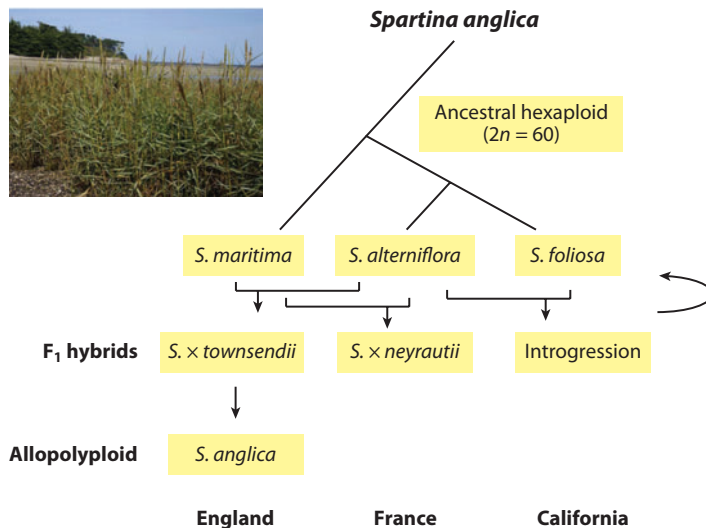 Spartina anglica
Ancestral hexaploid
(2n = 60)
S. maritima
S. alterniflora
S. foliosa
F₁ hybrids
S. × townsendii
S. × neyrautii
Introgression
Allopolyploid
S. anglica
England
France
California